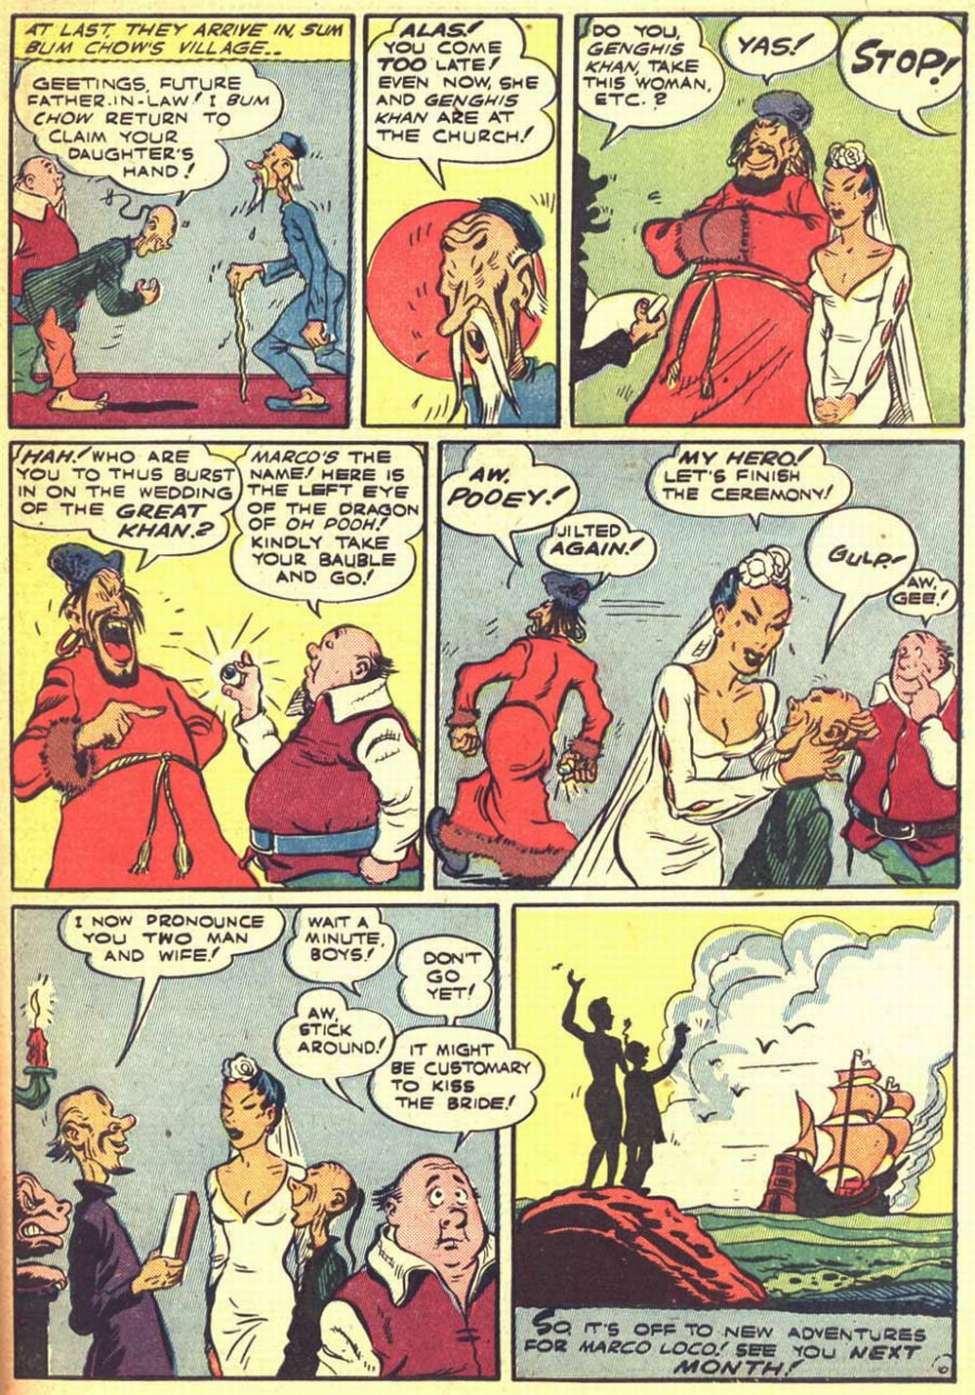 AT LAST, THEY ARRIVE IN, SUM
BUM CHOW'S VILLAGE..
GEETINGS, FUTURE
FATHER-IN-LAW! I BUM
CHOW RETURN TO
CLAIM YOUR
DAUGHTER'S
HAND!
ALAS!
YOU COME
TOO LATE!
EVEN NOW, SHE
AND GENGHIS
KHAN ARE AT
THE CHURCH!
DO YOU,
GENGHIS
KHAN, TAKE
THIS WOMAN,
ETC.?
YAS!
STOP!
HAH! WHO ARE
YOU TO THUS BURST
IN ON THE WEDDING
OF THE GREAT
KHAN?
MARCO'S THE
NAME! HERE IS
THE LEFT EYE
OF THE DRAGON
OF OH POOH!
KINDLY TAKE
YOUR BAUBLE
AND GO!
AW,
POOEY!
JILTED
AGAIN!
MY HERO!
LET'S FINISH
THE CEREMONY!
GULP!
AW,
GEE!
I NOW PRONOUNCE
YOU TWO MAN
AND WIFE!
WAIT A
MINUTE,
BOYS!
DON'T
GO
YET!
AW,
STICK
AROUND!
IT MIGHT
BE CUSTOMARY
TO KISS
THE BRIDE!
SO, IT'S OFF TO NEW ADVENTURES
FOR MARCO LOCO! SEE YOU NEXT
MONTH!